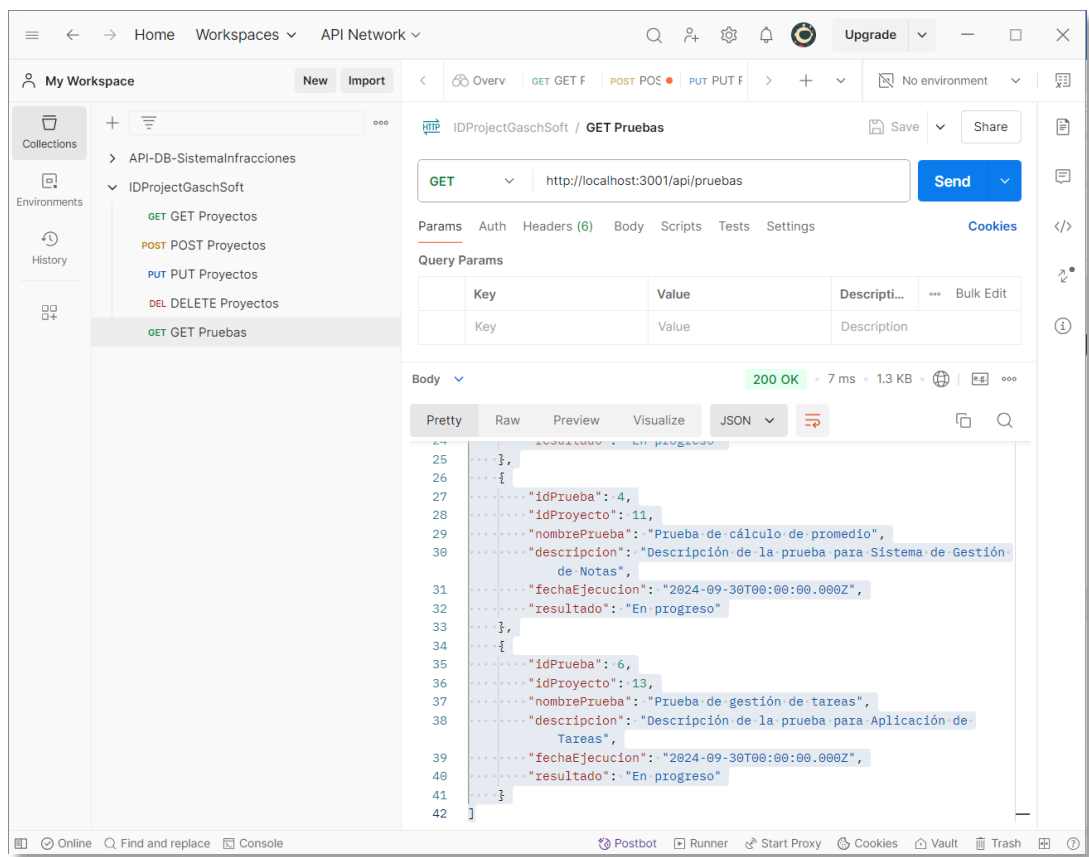 Home Workspaces API Network Upgrade
My Workspace New Import Overv GET GET F POST POS PUT PUT F No environment
Collections
Environments
History
API-DB-SistemaInfracciones
IDProjectGaschSoft
GET GET Proyectos
POST POST Proyectos
PUT PUT Proyectos
DEL DELETE Proyectos
GET GET Pruebas
HTTP IDProjectGaschSoft / GET Pruebas Save Share
GET http://localhost:3001/api/pruebas Send
Params Auth Headers (6) Body Scripts Tests Settings Cookies
Query Params
Key Value Descripti... Bulk Edit
Key Value Description
Body 200 OK 7 ms 1.3 KB e.g.
Pretty Raw Preview Visualize JSON
24 "resultado": "En progreso"
25 },
26 {
27 "idPrueba": 4,
28 "idProyecto": 11,
29 "nombrePrueba": "Prueba de cálculo de promedio",
30 "descripcion": "Descripción de la prueba para Sistema de Gestión
de Notas",
31 "fechaEjecucion": "2024-09-30T00:00:00.000Z",
32 "resultado": "En progreso"
33 },
34 {
35 "idPrueba": 6,
36 "idProyecto": 13,
37 "nombrePrueba": "Prueba de gestión de tareas",
38 "descripcion": "Descripción de la prueba para Aplicación de
Tareas",
39 "fechaEjecucion": "2024-09-30T00:00:00.000Z",
40 "resultado": "En progreso"
41 }
42 ]
Online Find and replace Console Postbot Runner Start Proxy Cookies Vault Trash